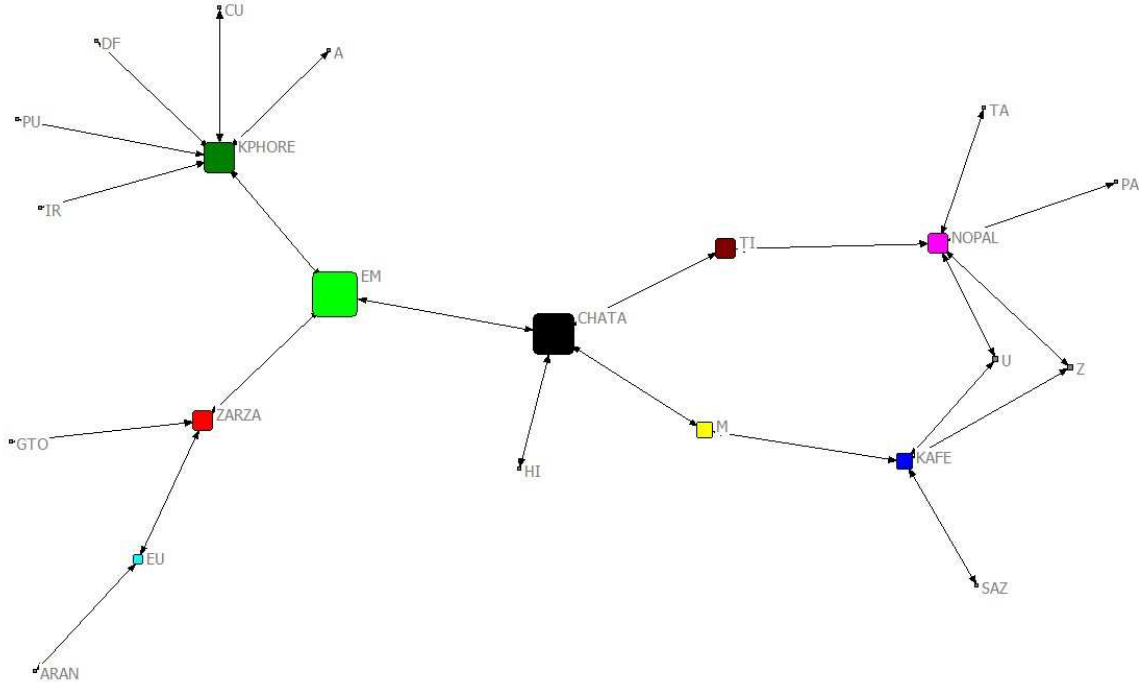 CU
DF
A
TA
PU
KPHORE
PA
IR
NOPAL
TI
EM
CHATA
U
Z
ZARZA
M
GTO
KAFE
HI
EU
SAZ
ARAN